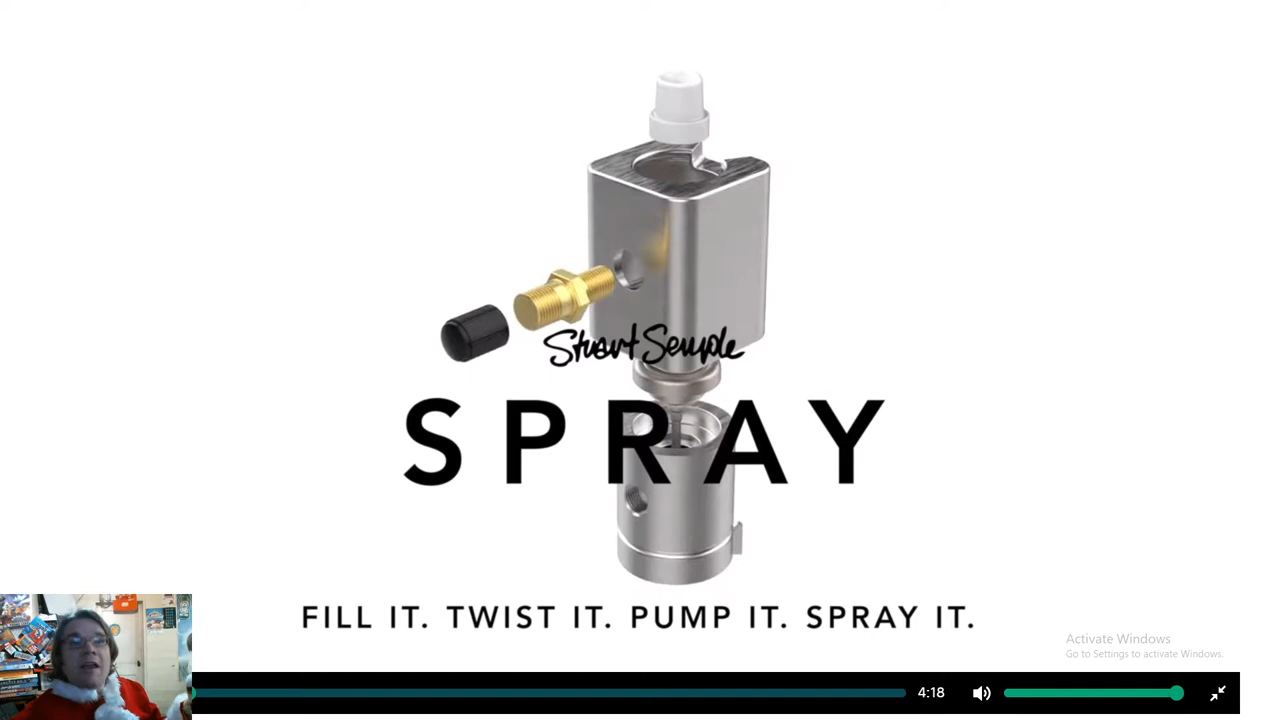 Stuart Semple
SPRAY
FILL IT. TWIST IT. PUMP IT. SPRAY IT.
Activate Windows
Go to Settings to activate Windows.
4:18